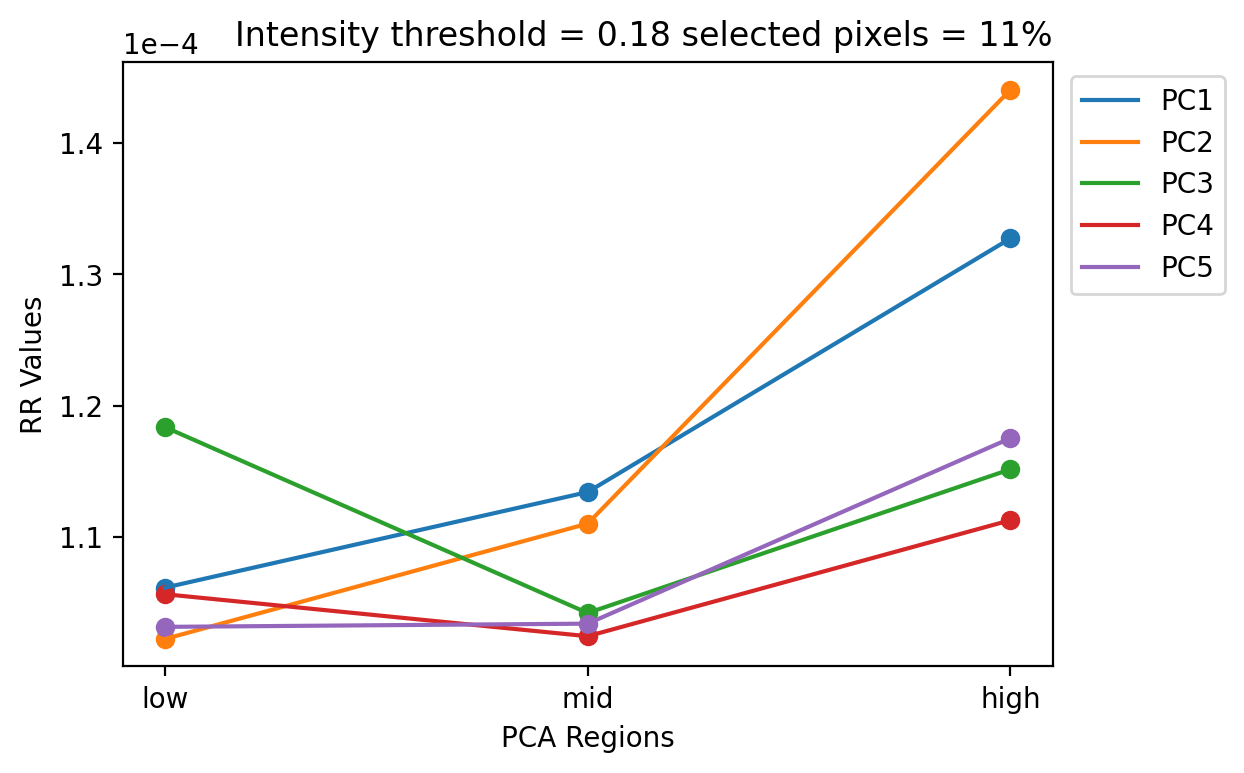 Intensity threshold = 0.18 selected pixels = 11%
1e−4
1.4
1.3
1.2
1.1
RR Values
low
mid
high
PCA Regions
PC1
PC2
PC3
PC4
PC5